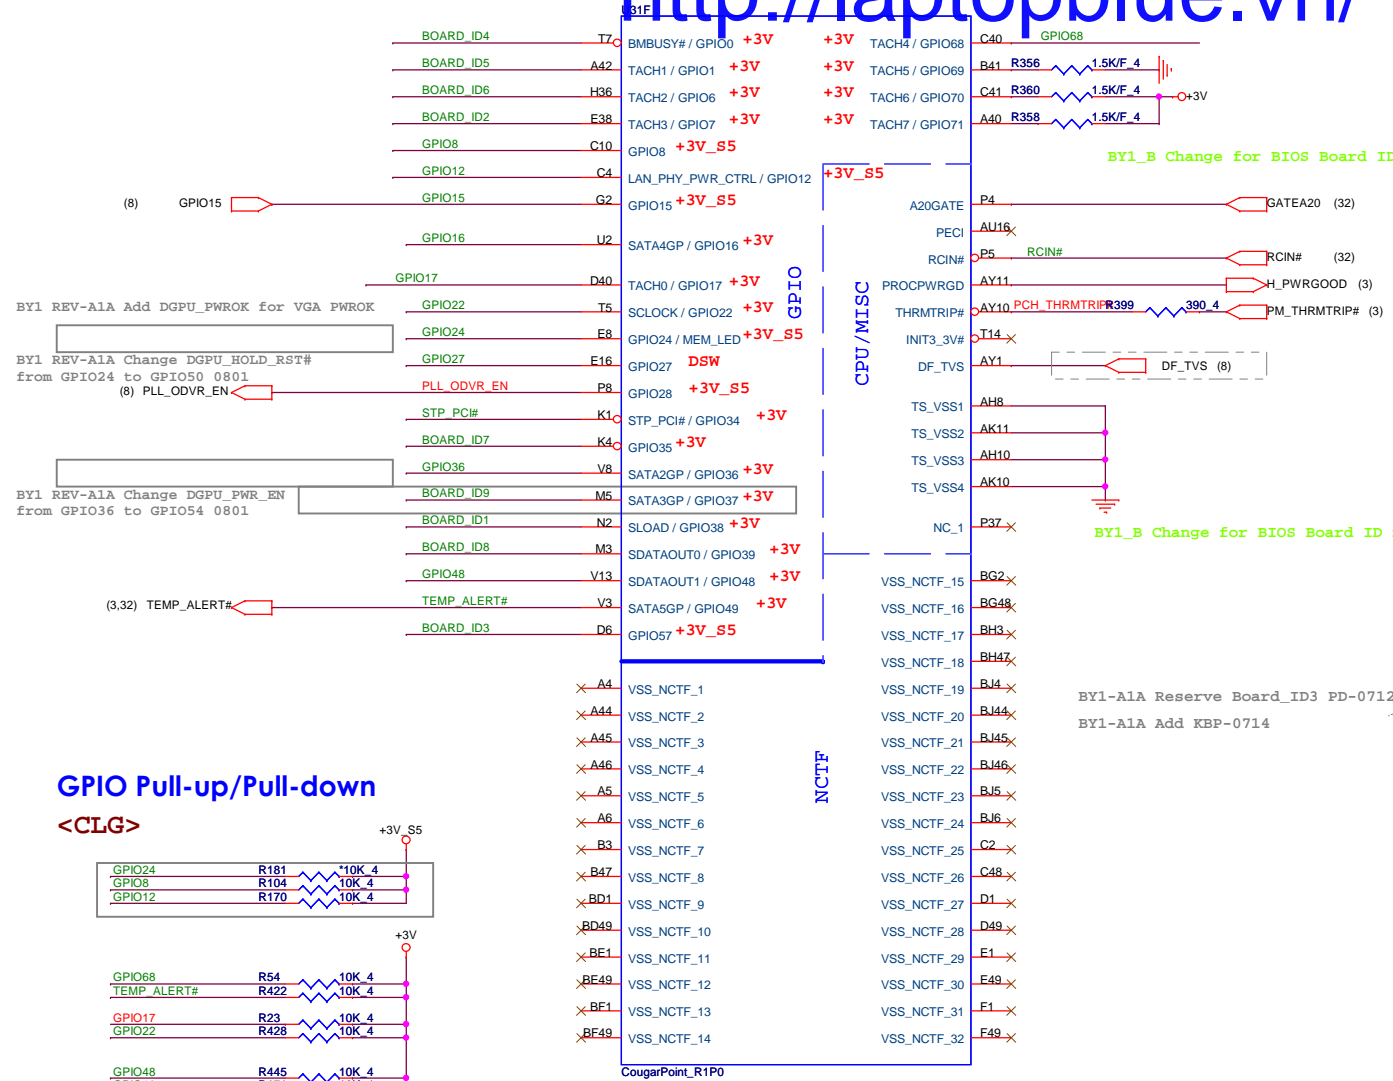 http://laptopblue.vn/
U31F
BOARD_ID4 T7 BMBUSY# / GPIO0 +3V +3V TACH4 / GPIO68 C40 GPIO68
BOARD_ID5 A42 TACH1 / GPIO1 +3V +3V TACH5 / GPIO69 B41 R356 1.5K/F_4
BOARD_ID6 H36 TACH2 / GPIO6 +3V +3V TACH6 / GPIO70 C41 R360 1.5K/F_4 +3V
BOARD_ID2 E38 TACH3 / GPIO7 +3V +3V TACH7 / GPIO71 A40 R358 1.5K/F_4
GPIO8 C10 GPIO8 +3V_S5
BY1_B Change for BIOS Board ID
GPIO12 C4 LAN_PHY_PWR_CTRL / GPIO12 +3V_S5
(8) GPIO15 GPIO15 G2 GPIO15 +3V_S5 A20GATE P4 GATEA20 (32)
PECI AU16
GPIO16 U2 SATA4GP / GPIO16 +3V
RCIN# P5 RCIN# RCIN# (32)
GPIO17 D40 TACH0 / GPIO17 +3V GPIO PROCPWRGD AY11 H_PWRGOOD (3)
BY1 REV-A1A Add DGPU_PWROK for VGA PWROK
GPIO22 T5 SCLOCK / GPIO22 +3V THRMTRIP# AY10 PCH_THRMTRIP# R399 390_4 PM_THRMTRIP# (3)
GPIO24 E8 GPIO24 / MEM_LED +3V_S5 CPU/MISC INIT3_3V# T14
BY1 REV-A1A Change DGPU_HOLD_RST#
from GPIO24 to GPIO50 0801
GPIO27 E16 GPIO27 DSW DF_TVS AY1 DF_TVS (8)
(8) PLL_ODVR_EN PLL_ODVR_EN P8 GPIO28 +3V_S5
STP_PCI# K1 STP_PCI# / GPIO34 +3V TS_VSS1 AH8
BOARD_ID7 K4 GPIO35 +3V TS_VSS2 AK11
GPIO36 V8 SATA2GP / GPIO36 +3V TS_VSS3 AH10
BY1 REV-A1A Change DGPU_PWR_EN
from GPIO36 to GPIO54 0801
BOARD_ID9 M5 SATA3GP / GPIO37 +3V TS_VSS4 AK10
BOARD_ID1 N2 SLOAD / GPIO38 +3V NC_1 P37
BY1_B Change for BIOS Board ID
BOARD_ID8 M3 SDATAOUT0 / GPIO39 +3V
GPIO48 V13 SDATAOUT1 / GPIO48 +3V VSS_NCTF_15 BG2
(3,32) TEMP_ALERT# TEMP_ALERT# V3 SATA5GP / GPIO49 +3V VSS_NCTF_16 BG48
BOARD_ID3 D6 GPIO57 +3V_S5 VSS_NCTF_17 BH3
VSS_NCTF_18 BH47
A4 VSS_NCTF_1 VSS_NCTF_19 BJ4
BY1-A1A Reserve Board_ID3 PD-0712
A44 VSS_NCTF_2 VSS_NCTF_20 BJ44
BY1-A1A Add KBP-0714
A45 VSS_NCTF_3 VSS_NCTF_21 BJ45
A46 VSS_NCTF_4 NCTF VSS_NCTF_22 BJ46
A5 VSS_NCTF_5 VSS_NCTF_23 BJ5
A6 VSS_NCTF_6 VSS_NCTF_24 BJ6
B3 VSS_NCTF_7 VSS_NCTF_25 C2
B47 VSS_NCTF_8 VSS_NCTF_26 C48
BD1 VSS_NCTF_9 VSS_NCTF_27 D1
BD49 VSS_NCTF_10 VSS_NCTF_28 D49
BE1 VSS_NCTF_11 VSS_NCTF_29 E1
BE49 VSS_NCTF_12 VSS_NCTF_30 E49
BF1 VSS_NCTF_13 VSS_NCTF_31 F1
BF49 VSS_NCTF_14 VSS_NCTF_32 F49
CougarPoint_R1P0
GPIO Pull-up/Pull-down
<CLG>
+3V_S5
GPIO24 R181 *10K_4
GPIO8 R104 10K_4
GPIO12 R170 10K_4
+3V
GPIO68 R54 10K_4
TEMP_ALERT# R422 10K_4
GPIO17 R23 10K_4
GPIO22 R428 10K_4
GPIO48 R445 10K_4